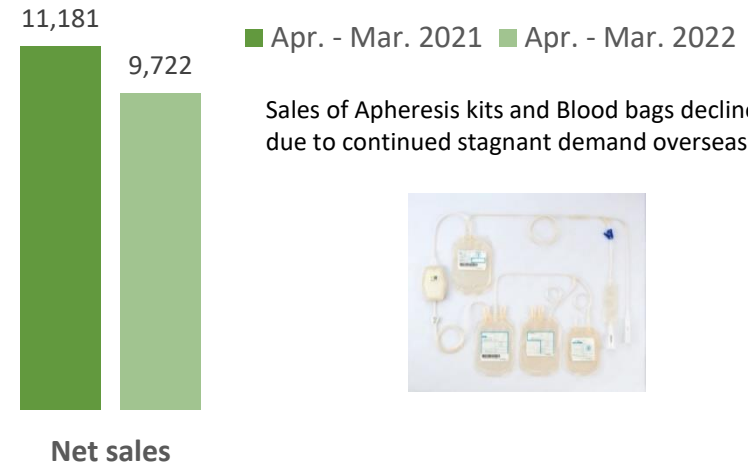 11,181
9,722
Apr. - Mar. 2021 Apr. - Mar. 2022
Sales of Apheresis kits and Blood bags decline
due to continued stagnant demand overseas
Net sales